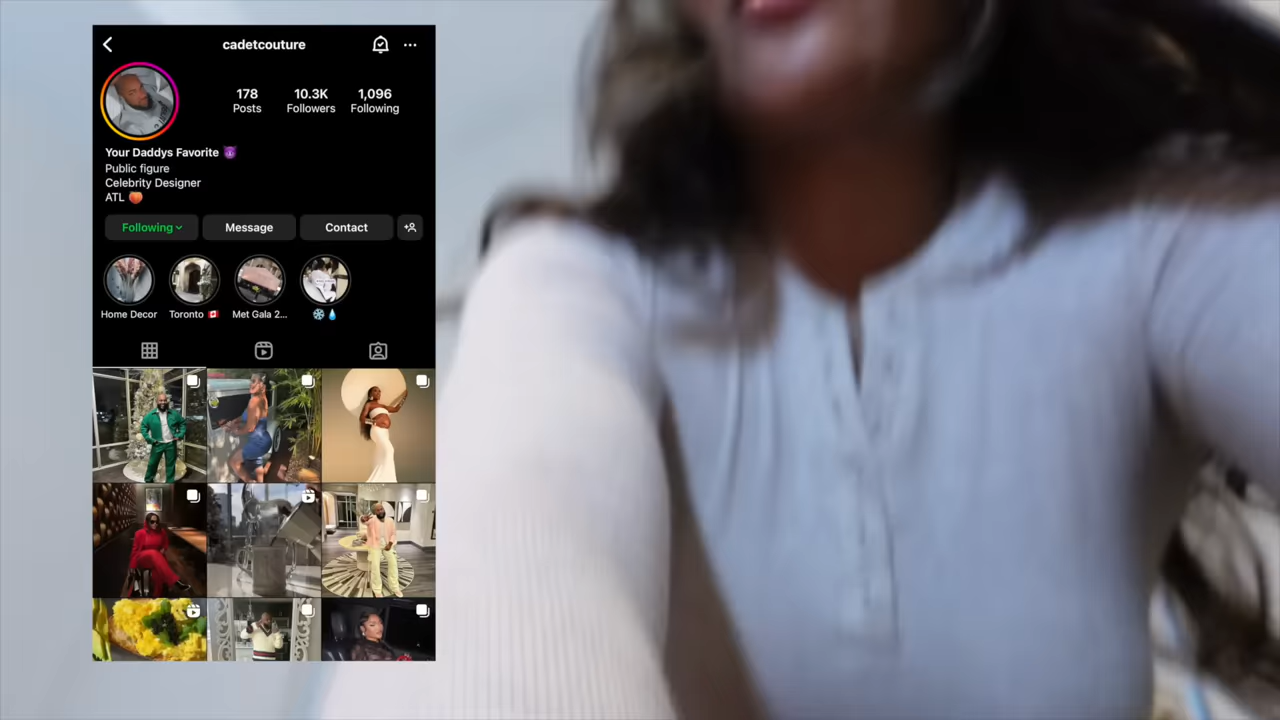 cadetcouture
178 10.3K 1,096
Posts Followers Following
Your Daddys Favorite 😈
Public figure
Celebrity Designer
ATL 🍑
Following Message Contact
Home Decor Toronto 🇨🇦 Met Gala 2... ❄️💧